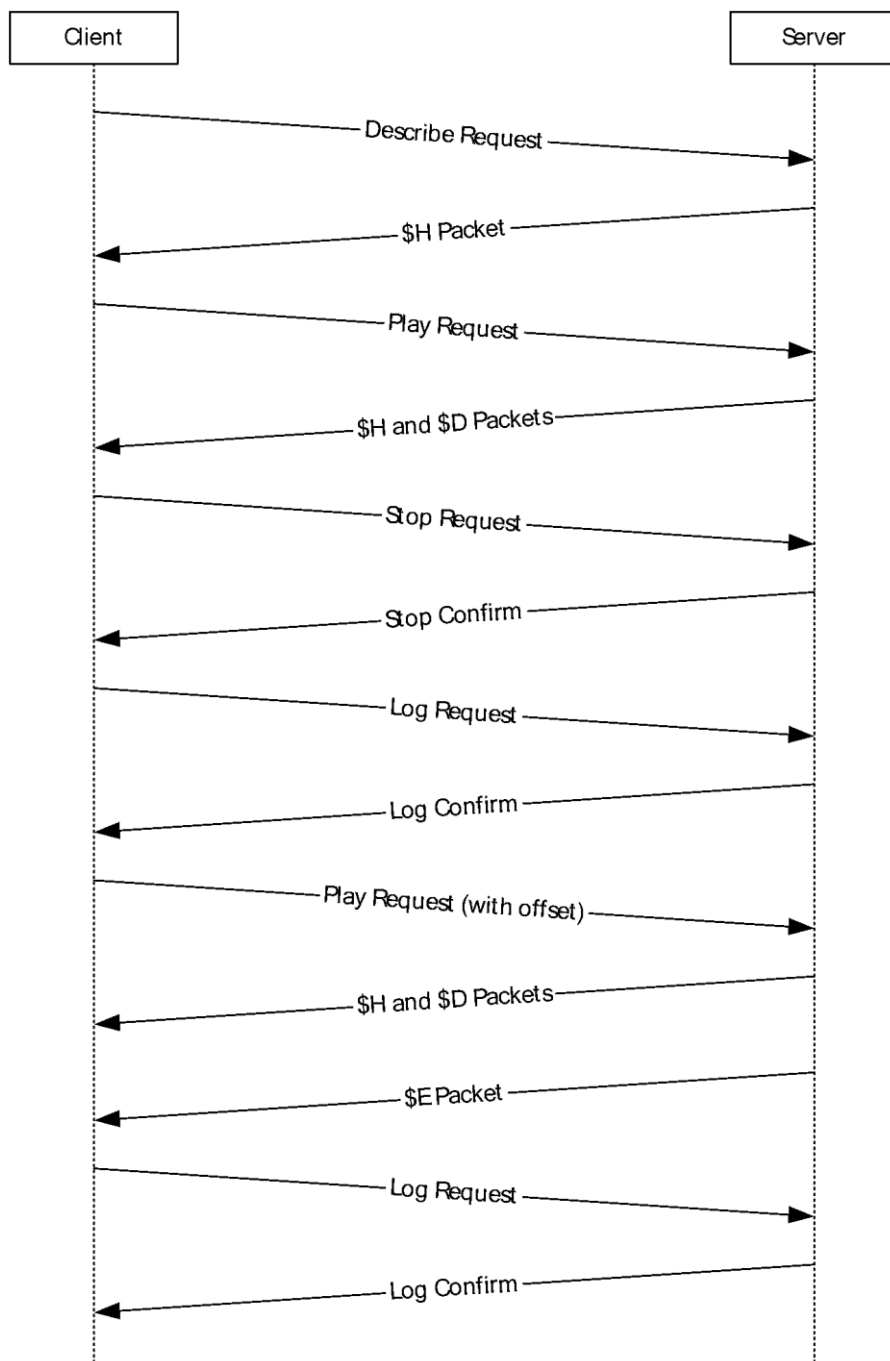 Client
Server
Describe Request
$H Packet
Play Request
$H and $D Packets
Stop Request
Stop Confirm
Log Request
Log Confirm
Play Request (with offset)
$H and $D Packets
$E Packet
Log Request
Log Confirm